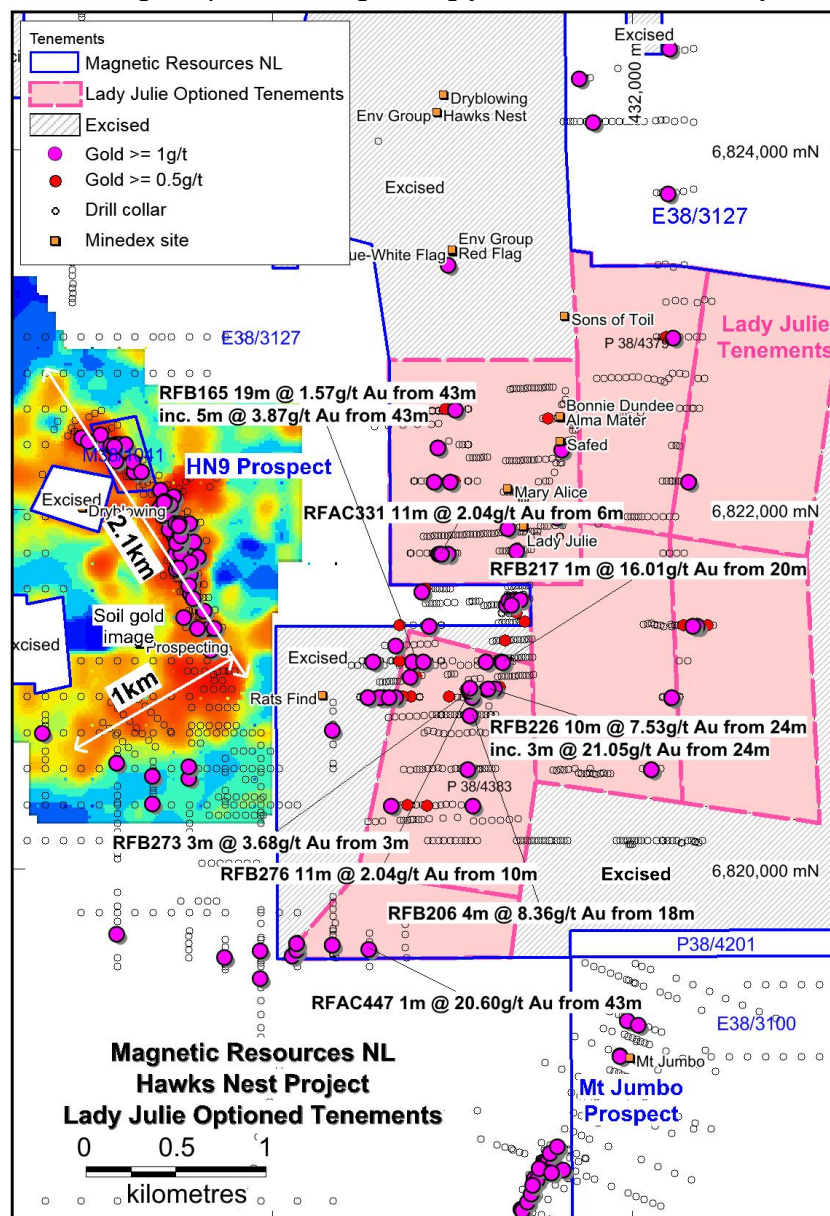 Tenements
Magnetic Resources NL
Lady Julie Optioned Tenements
Excised
Gold >= 1g/t
Gold >= 0.5g/t
Drill collar
Minedex site
Excised
432,000 m
Dryblowing
Env Group
Hawks Nest
6,824,000 mN
Excised
E38/3127
Env Group
ue-White Flag
Red Flag
Sons of Toil
E38/3127
P 38/4379
Lady Julie
Tenements
RFB165 19m @ 1.57g/t Au from 43m
inc. 5m @ 3.87g/t Au from 43m
Bonnie Dundee
Alma Mater
Safed
M38/1041
HN9 Prospect
Excised
Dryblowing
Mary Alice
6,822,000 mN
RFAC331 11m @ 2.04g/t Au from 6m
2.1km
Lady Julie
RFB217 1m @ 16.01g/t Au from 20m
Soil gold
image
Prospecting
xcised
Excised
1km
Rats Find
RFB226 10m @ 7.53g/t Au from 24m
inc. 3m @ 21.05g/t Au from 24m
P 38/4383
RFB273 3m @ 3.68g/t Au from 3m
RFB276 11m @ 2.04g/t Au from 10m
Excised
6,820,000 mN
RFB206 4m @ 8.36g/t Au from 18m
P38/4201
RFAC447 1m @ 20.60g/t Au from 43m
E38/3100
Magnetic Resources NL
Hawks Nest Project
Lady Julie Optioned Tenements
Mt Jumbo
Mt Jumbo
Prospect
0 0.5 1
kilometres